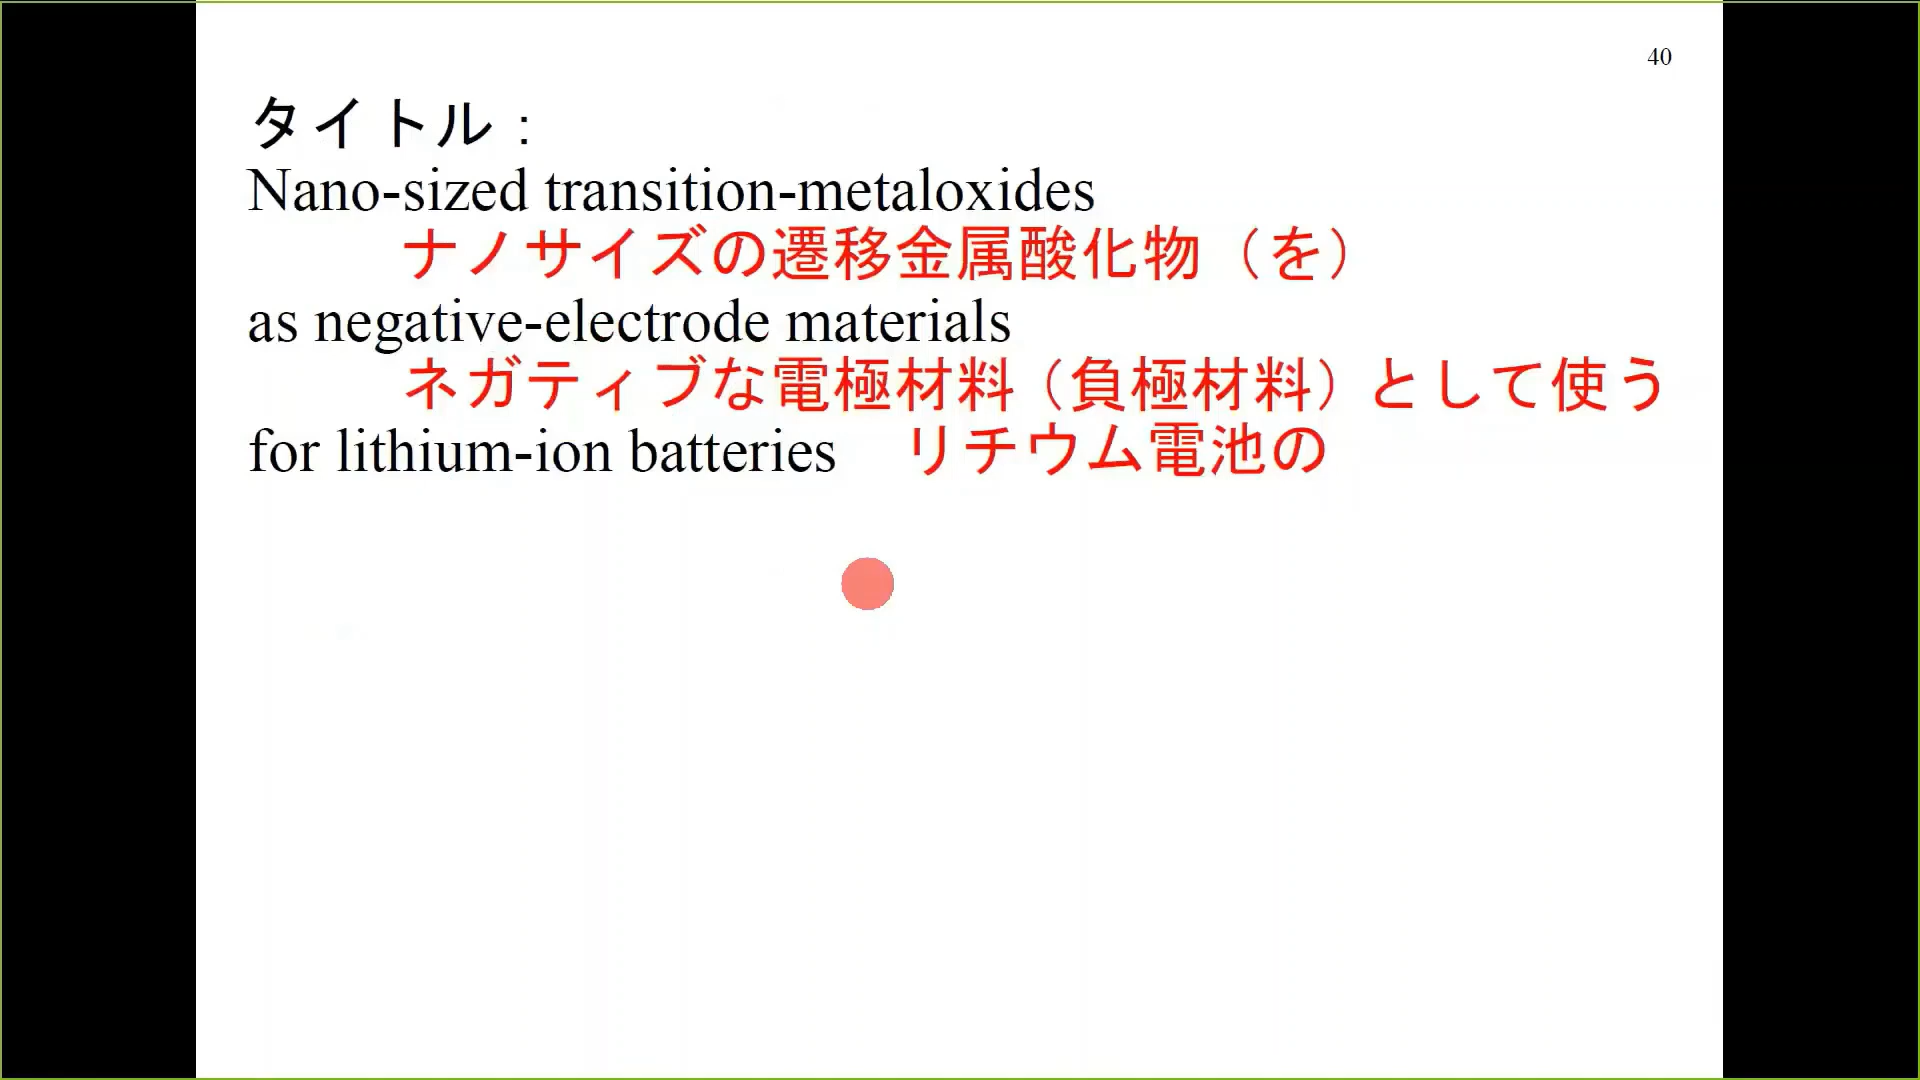 40
タイトル：
Nano-sized transition-metaloxides
ナノサイズの遷移金属酸化物（を）
as negative-electrode materials
ネガティブな電極材料（負極材料）として使う
for lithium-ion batteries　リチウム電池の